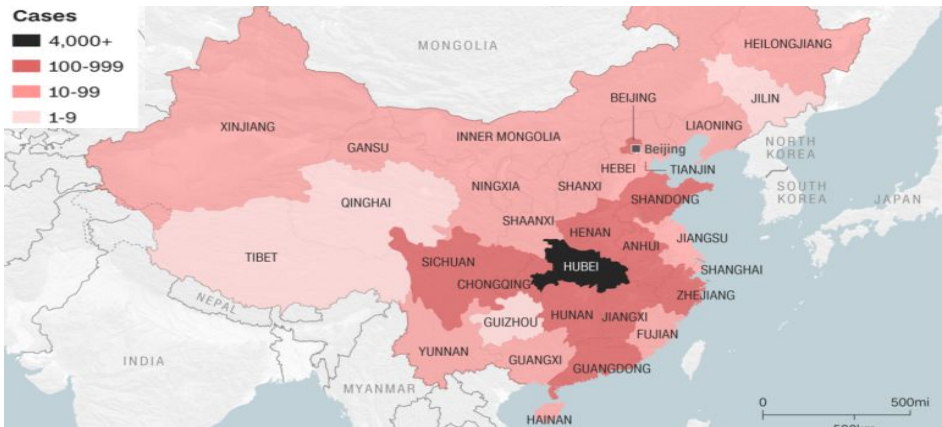 Cases
4,000+
100-999
10-99
1-9
MONGOLIA
HEILONGJIANG
JILIN
BEIJING
LIAONING
XINJIANG
INNER MONGOLIA
GANSU
Beijing
NORTH
KOREA
HEBEI
TIANJIN
NINGXIA
SHANXI
QINGHAI
SHANDONG
SOUTH
KOREA
JAPAN
SHAANXI
HENAN
JIANGSU
ANHUI
TIBET
SICHUAN
HUBEI
SHANGHAI
CHONGQING
ZHEJIANG
NEPAL
HUNAN
JIANGXI
GUIZHOU
FUJIAN
YUNNAN
GUANGXI
INDIA
GUANGDONG
MYANMAR
HAINAN
0
500mi
500km